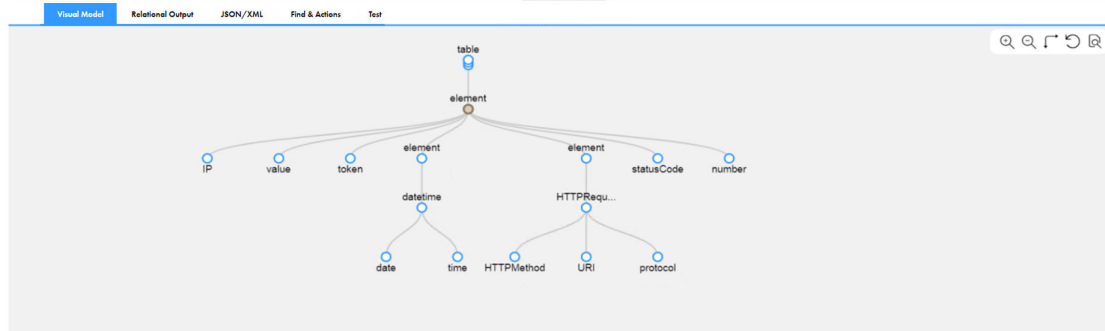 Visual Model Relational Output JSON/XML Find & Actions Test
table
element
element element
IP value token statusCode number
datetime HTTPRequ...
date time HTTPMethod URI protocol